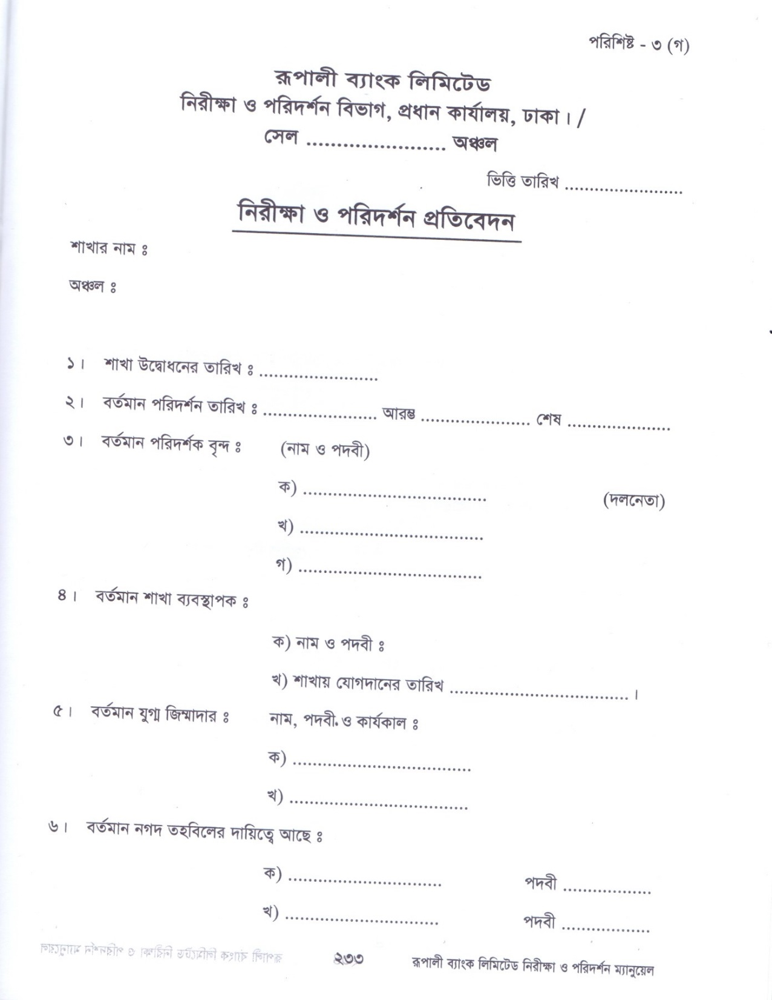 পরিশিষ্ট - ৩ (গ)
রূপালী ব্যাংক লিমিটেড
নিরীক্ষা ও পরিদর্শন বিভাগ, প্রধান কার্যালয়, ঢাকা। /
সেল ........................ অঞ্চল
ভিত্তি তারিখ ........................
নিরীক্ষা ও পরিদর্শন প্রতিবেদন
শাখার নাম ঃ
অঞ্চল ঃ
১। শাখা উদ্বোধনের তারিখ ঃ ........................
২। বর্তমান পরিদর্শন তারিখ ঃ ....................... আরম্ভ ...................... শেষ .....................
৩। বর্তমান পরিদর্শক বৃন্দ ঃ (নাম ও পদবী)
ক) ..................................... (দলনেতা)
খ) .....................................
গ) .....................................
৪। বর্তমান শাখা ব্যবস্থাপক ঃ
ক) নাম ও পদবী ঃ
খ) শাখায় যোগদানের তারিখ .................................... ।
৫। বর্তমান যুগ্ম জিম্মাদার ঃ নাম, পদবী. ও কার্যকাল ঃ
ক) ....................................
খ) ....................................
৬। বর্তমান নগদ তহবিলের দায়িত্বে আছে ঃ
ক) ............................... পদবী ..................
খ) ............................... পদবী ..................
২৩৩ রূপালী ব্যাংক লিমিটেড নিরীক্ষা ও পরিদর্শন ম্যানুয়েল